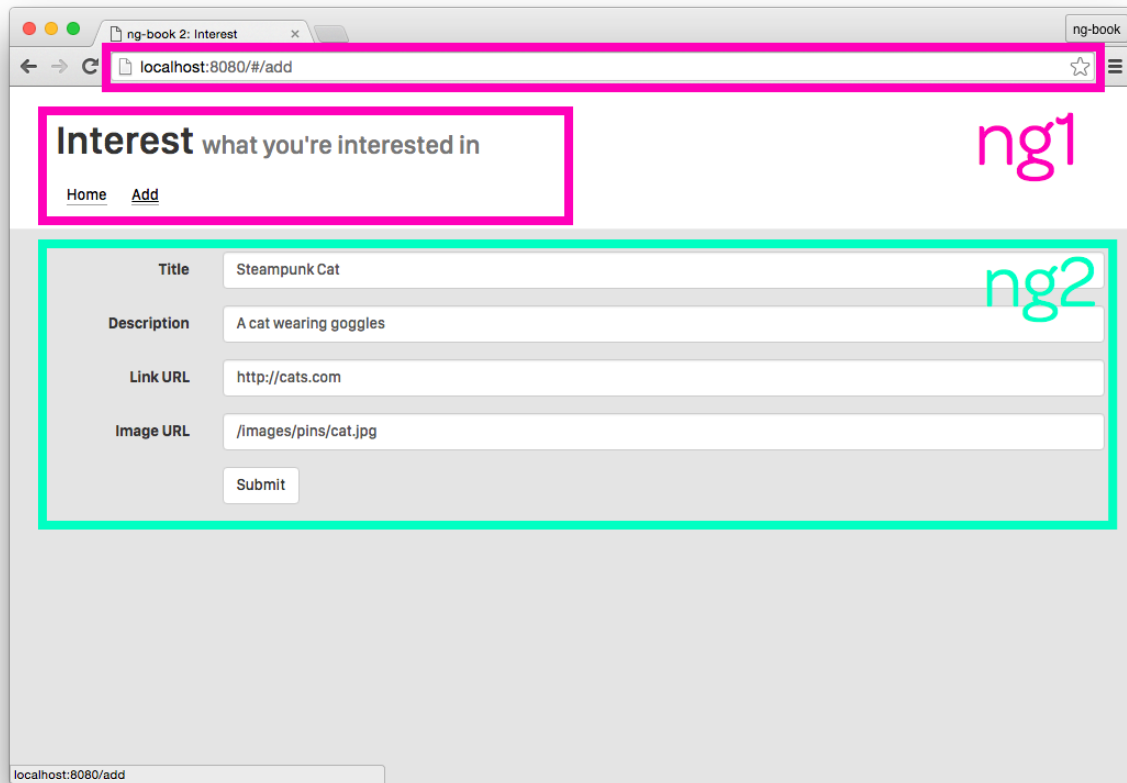 ng-book 2: Interest
ng-book
localhost:8080/#/add
Interest what you're interested in
ng1
Home Add
ng2
Title Steampunk Cat
Description A cat wearing goggles
Link URL http://cats.com
Image URL /images/pins/cat.jpg
Submit
localhost:8080/add